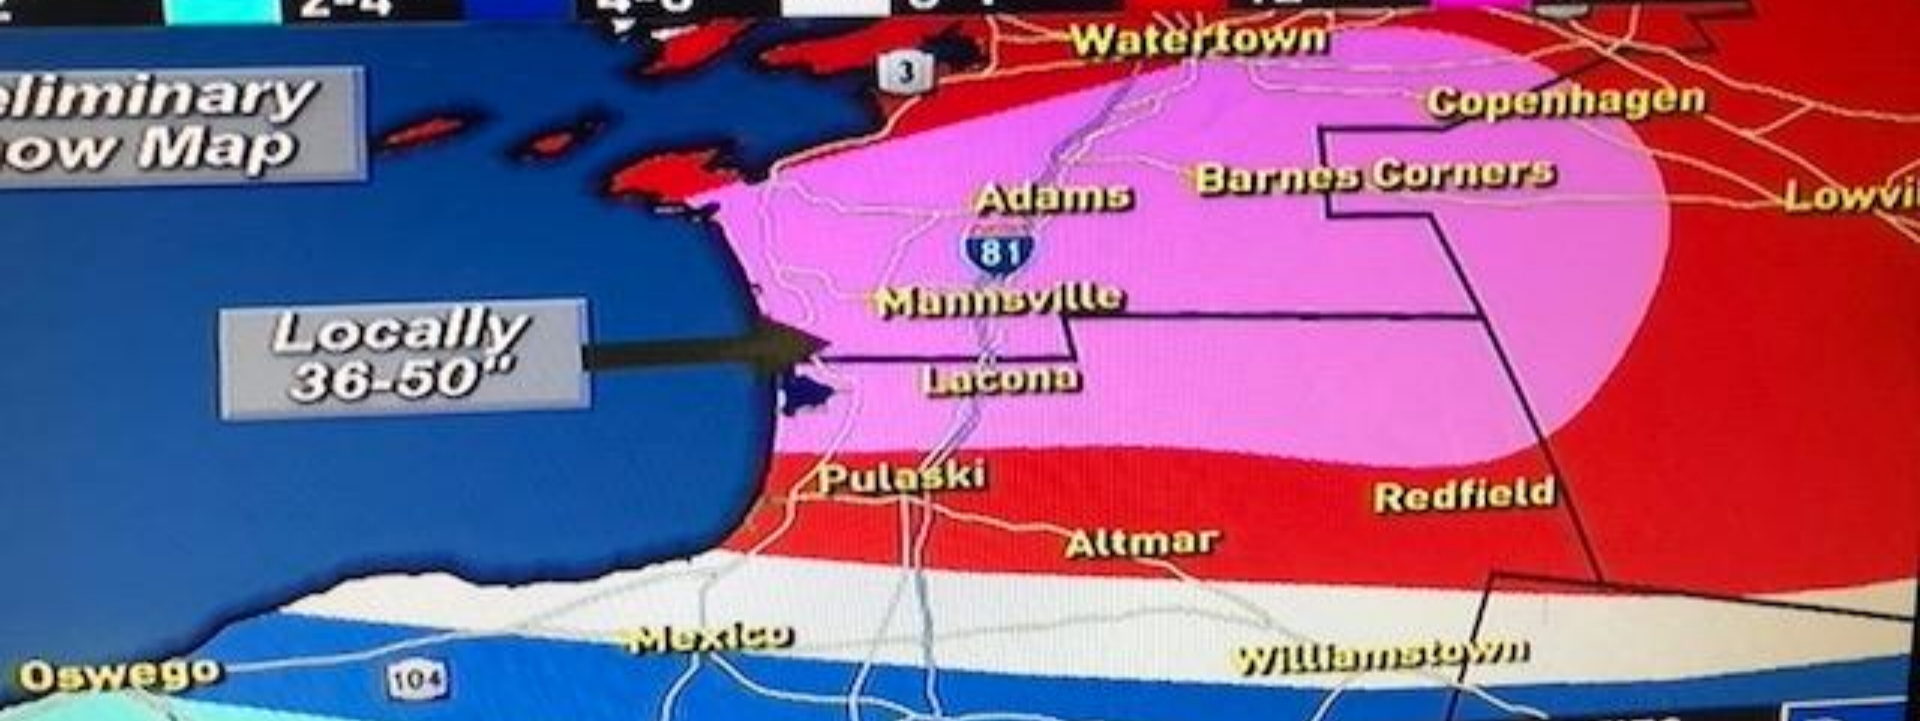 2-4
Watertown
3
eliminary
Copenhagen
ow Map
Barnes Corners
Adams
Lowvi
81
Mannsville
Locally
36-50"
Lacona
Pulaski
Redfield
Altmar
Mexico
Williamstown
Oswego
104